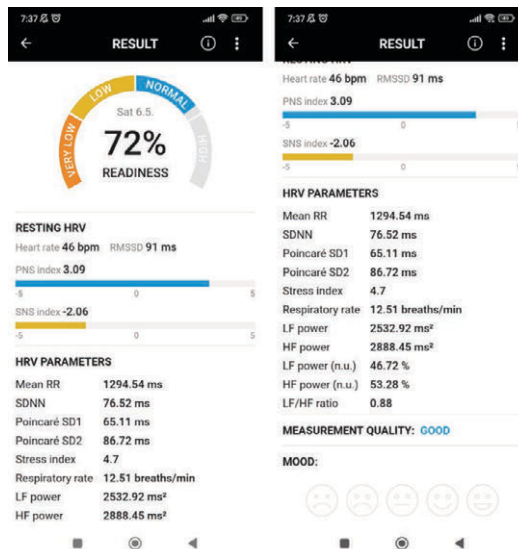 7:37
RESULT
VERY LOW
LOW
NORMAL
HIGH
Sat 6.5.
72%
READINESS
RESTING HRV
Heart rate 46 bpm RMSSD 91 ms
PNS index 3.09
-5 0 5
SNS index -2.06
-5 0 5
HRV PARAMETERS
Mean RR 1294.54 ms
SDNN 76.52 ms
Poincaré SD1 65.11 ms
Poincaré SD2 86.72 ms
Stress index 4.7
Respiratory rate 12.51 breaths/min
LF power 2532.92 ms²
HF power 2888.45 ms²
7:37
RESULT
RESTING HRV
Heart rate 46 bpm RMSSD 91 ms
PNS index 3.09
-5 0 5
SNS index -2.06
-5 0 5
HRV PARAMETERS
Mean RR 1294.54 ms
SDNN 76.52 ms
Poincaré SD1 65.11 ms
Poincaré SD2 86.72 ms
Stress index 4.7
Respiratory rate 12.51 breaths/min
LF power 2532.92 ms²
HF power 2888.45 ms²
LF power (n.u.) 46.72 %
HF power (n.u.) 53.28 %
LF/HF ratio 0.88
MEASUREMENT QUALITY: GOOD
MOOD: